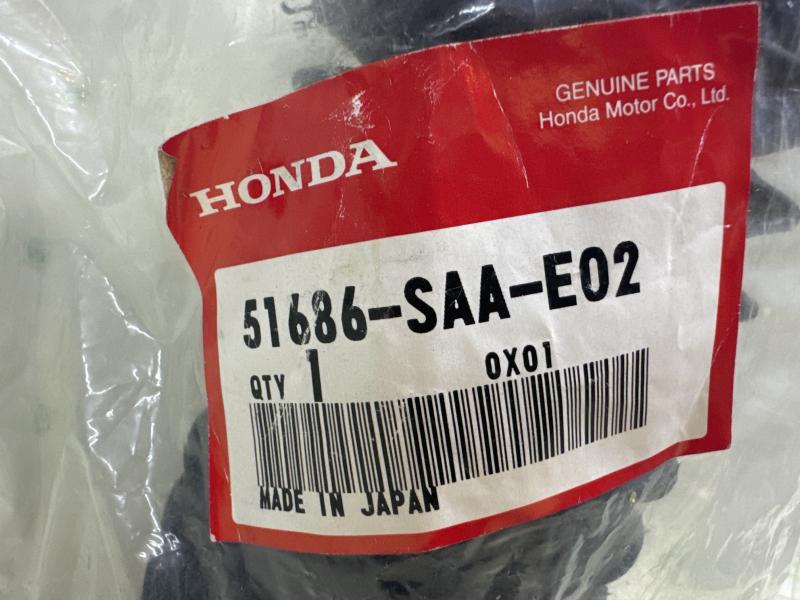 GENUINE PARTS
Honda Motor Co., Ltd.
HONDA
51686-SAA-E02
QTY 1 0X01
MADE IN JAPAN